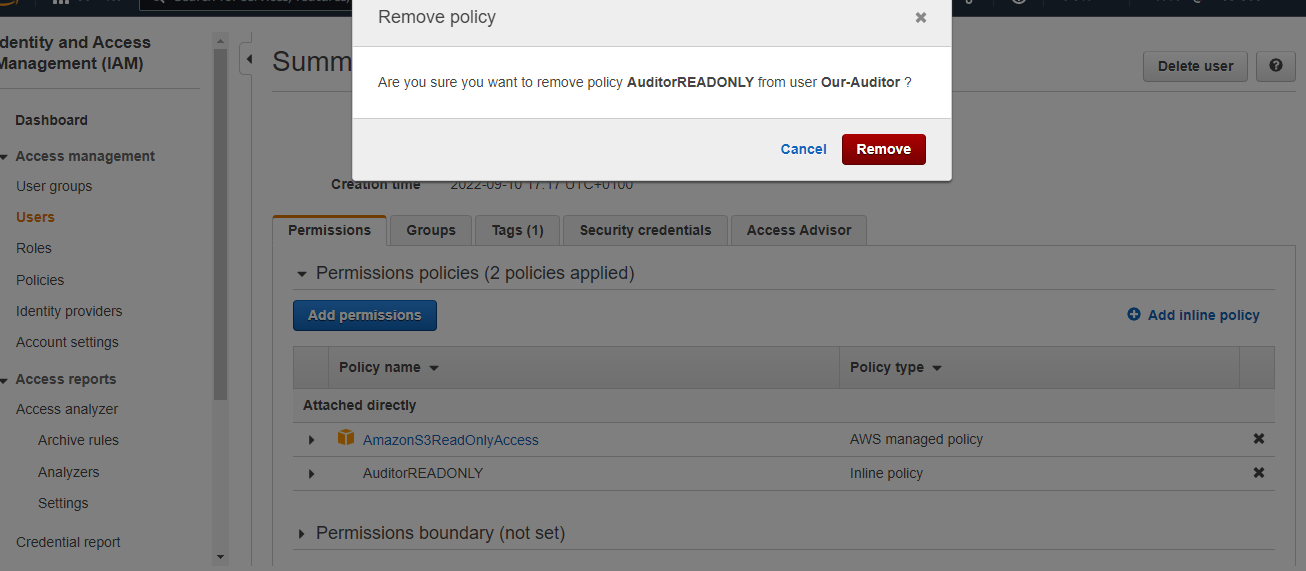 Remove policy
Are you sure you want to remove policy AuditorREADONLY from user Our-Auditor ?
Cancel
Remove
Identity and Access
Management (IAM)
Dashboard
Access management
User groups
Users
Roles
Policies
Identity providers
Account settings
Access reports
Access analyzer
Archive rules
Analyzers
Settings
Credential report
Summ
Delete user
Creation time 2022-09-10 17:17 UTC+0100
Permissions Groups Tags (1) Security credentials Access Advisor
Permissions policies (2 policies applied)
Add permissions
Add inline policy
Policy name Policy type
Attached directly
AmazonS3ReadOnlyAccess AWS managed policy
AuditorREADONLY Inline policy
Permissions boundary (not set)